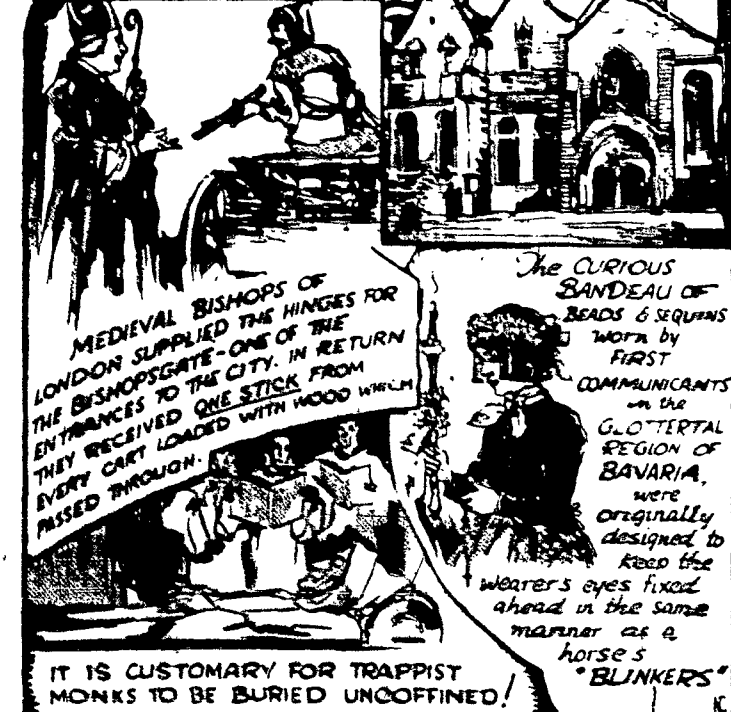 MEDIEVAL BISHOPS OF
LONDON SUPPLIED THE HINGES FOR
THE BISHOPSGATE - ONE OF THE
ENTRANCES TO THE CITY. IN RETURN
THEY RECEIVED ONE STICK FROM
EVERY CART LOADED WITH WOOD WHICH
PASSED THROUGH.
The CURIOUS
BANDEAU OF
BEADS & SEQUINS
worn by
FIRST
COMMUNICANTS
in the
GLOTTERTAL
REGION OF
BAVARIA,
were
originally
designed to
keep the
wearer's eyes fixed
ahead in the same
manner as a
horse's
"BLINKERS"
IT IS CUSTOMARY FOR TRAPPIST
MONKS TO BE BURIED UNCOFFINED!